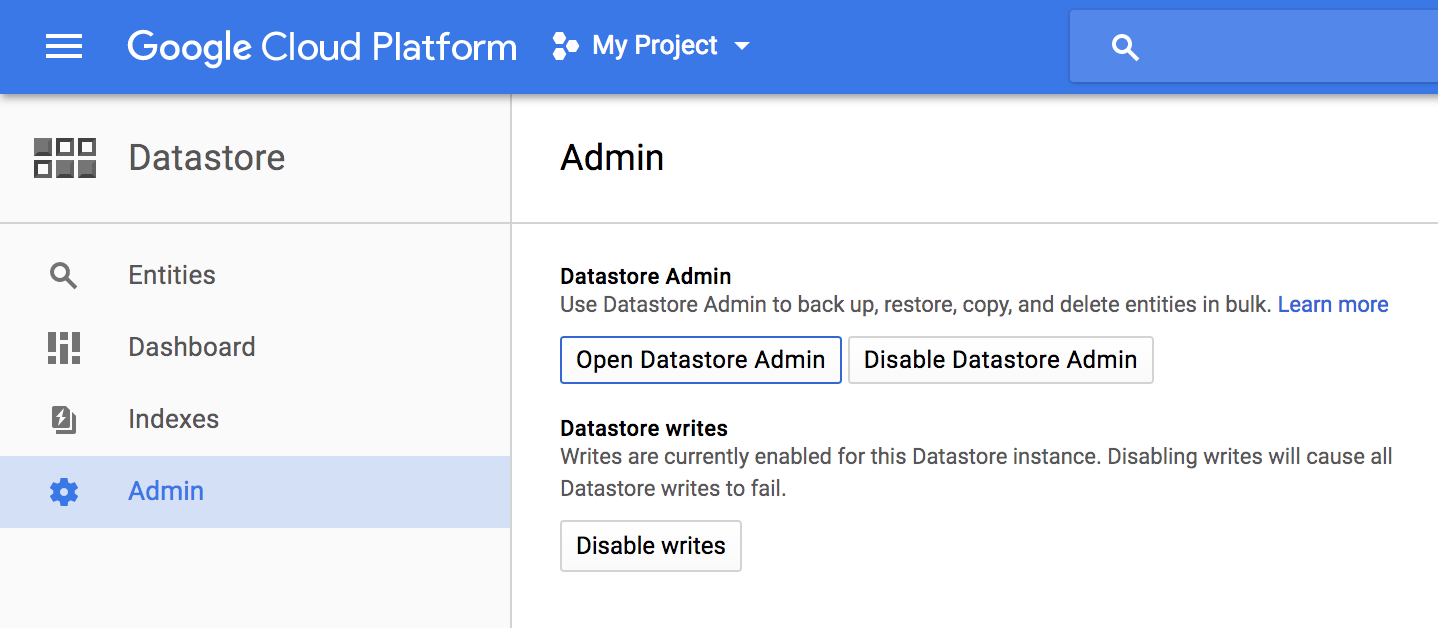 Google Cloud Platform My Project
Datastore
Admin
Entities
Dashboard
Indexes
Admin
Datastore Admin
Use Datastore Admin to back up, restore, copy, and delete entities in bulk. Learn more
Open Datastore Admin Disable Datastore Admin
Datastore writes
Writes are currently enabled for this Datastore instance. Disabling writes will cause all
Datastore writes to fail.
Disable writes